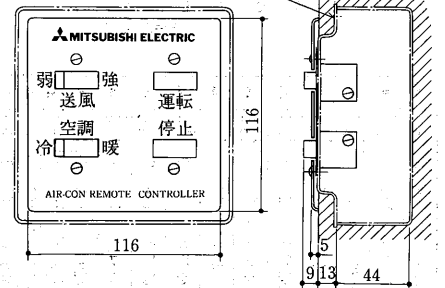 MITSUBISHI ELECTRIC
弱 強
送風 運転
空調 停止
冷 暖
AIR-CON REMOTE CONTROLLER
116
116
5
9 13 44